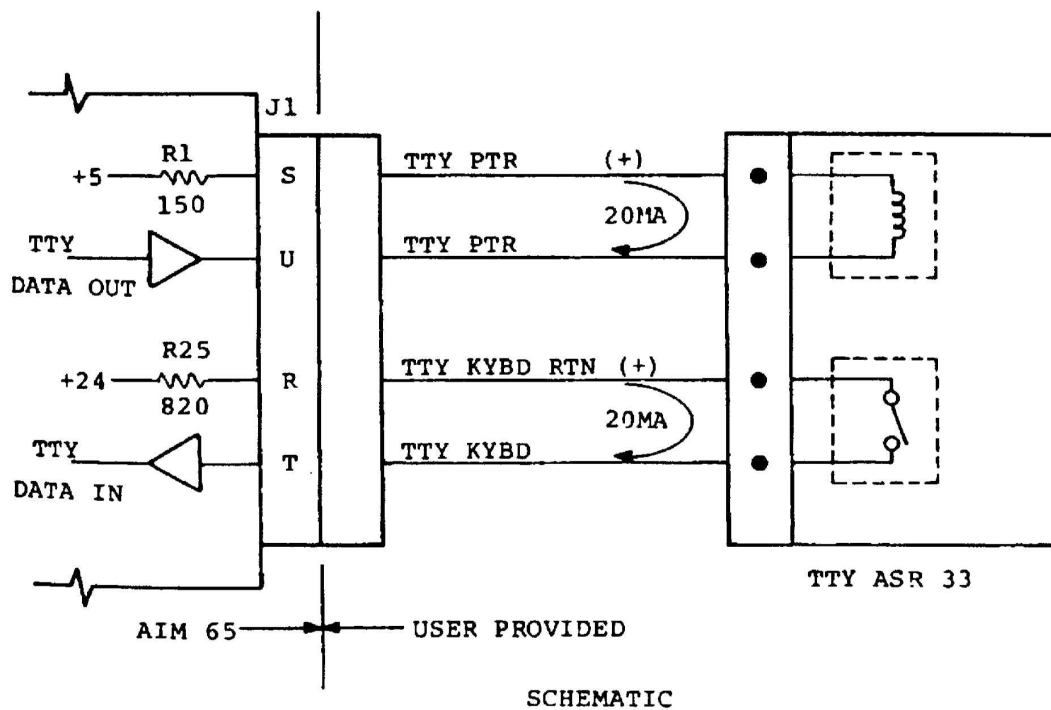 J1
R1
+5
150
S
TTY PTR (+)
20MA
TTY
DATA OUT
U
TTY PTR
R25
+24
820
R
TTY KYBD RTN (+)
20MA
TTY
DATA IN
T
TTY KYBD
TTY ASR 33
AIM 65
USER PROVIDED
SCHEMATIC